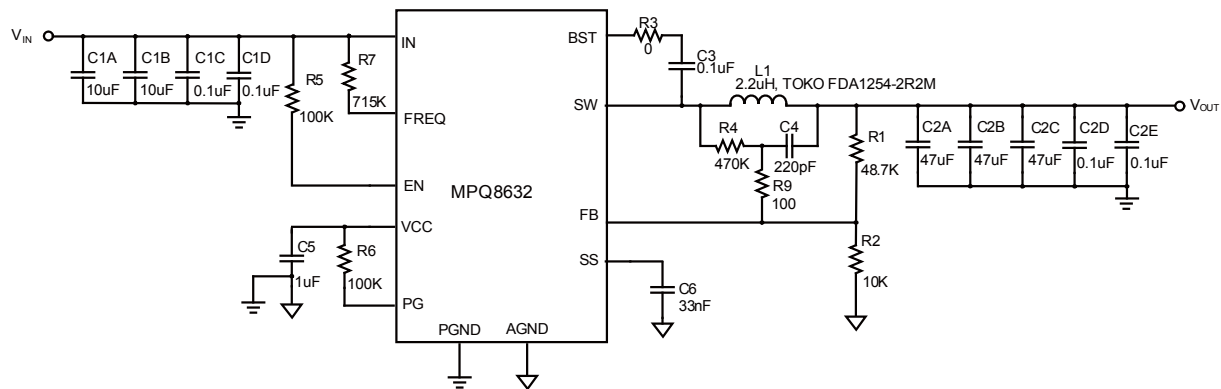 VIN
C1A
10uF
C1B
10uF
C1C
0.1uF
C1D
0.1uF
R5
100K
R7
715K
IN
FREQ
EN
VCC
PG
PGND
AGND
MPQ8632
BST
SW
FB
SS
C5
1uF
R6
100K
R3
0
C3
0.1uF
L1
2.2uH, TOKO FDA1254-2R2M
R4
470K
C4
220pF
R9
100
R1
48.7K
R2
10K
C6
33nF
C2A
47uF
C2B
47uF
C2C
47uF
C2D
0.1uF
C2E
0.1uF
VOUT